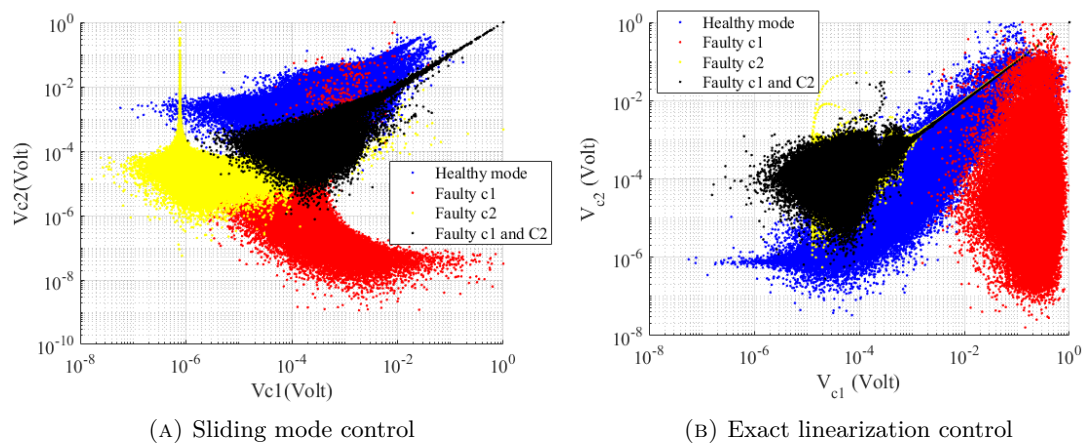 10^0
10^-2
10^-4
10^-6
10^-8
10^-10
Vc2(Volt)
Healthy mode
Faulty c1
Faulty c2
Faulty c1 and C2
10^-8
10^-6
10^-4
10^-2
10^0
Vc1(Volt)
(A) Sliding mode control
10^0
10^-2
10^-4
10^-6
10^-8
V_c2 (Volt)
Healthy mode
Faulty c1
Faulty c2
Faulty c1 and C2
10^-8
10^-6
10^-4
10^-2
10^0
V_c1 (Volt)
(B) Exact linearization control